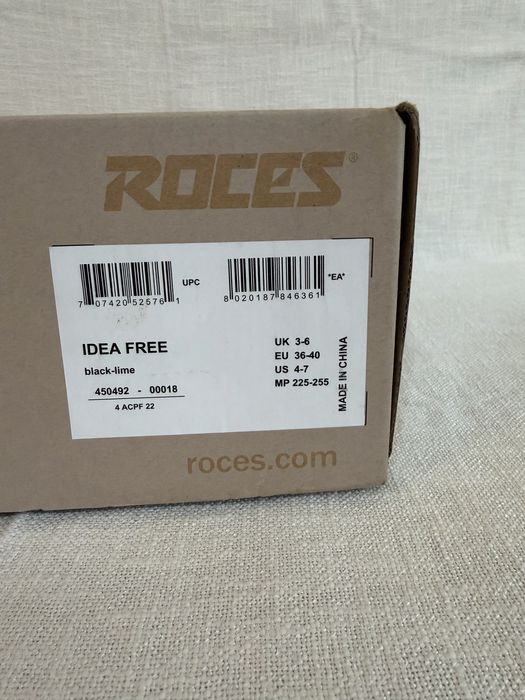 ROCES®
7 07420 52576 1
UPC
8 020187 846361
"EA"
IDEA FREE
black-lime
450492 - 00018
4 ACPF 22
UK 3-6
EU 36-40
US 4-7
MP 225-255
MADE IN CHINA
roces.com